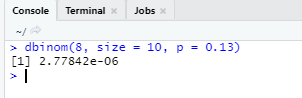 Console Terminal × Jobs ×
~/
> dbinom(8, size = 10, p = 0.13)
[1] 2.77842e-06
>